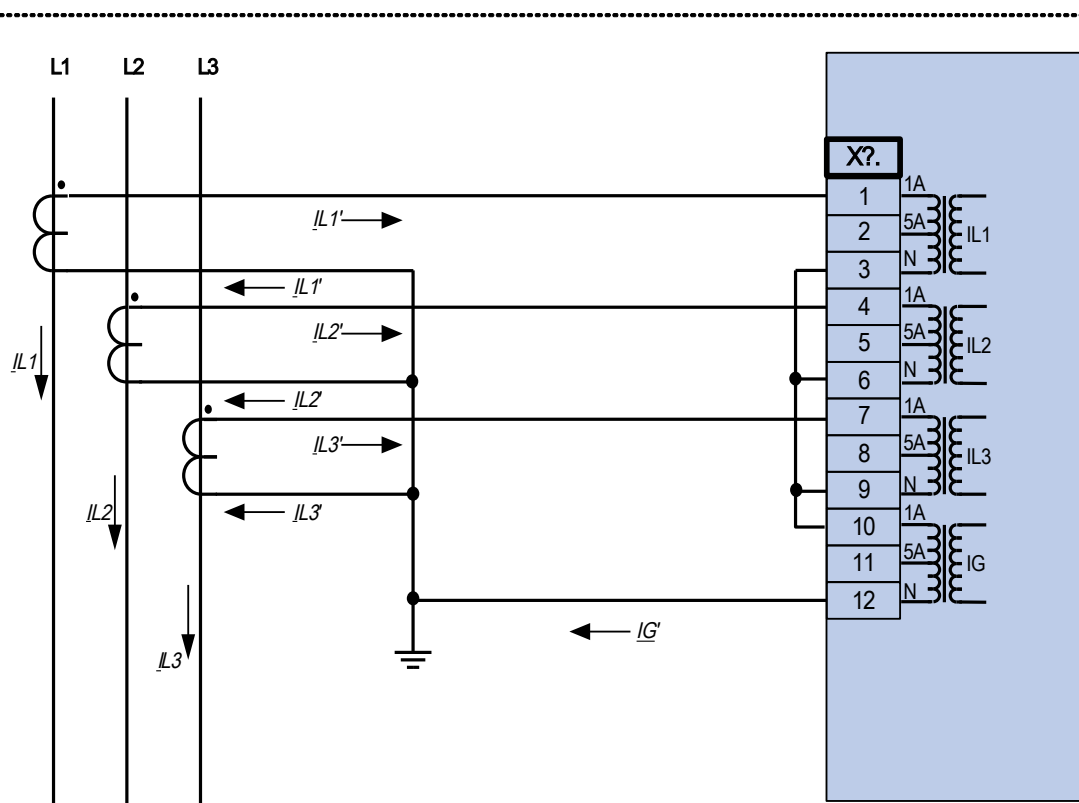 L1 L2 L3
X?.
1 1A
IL1'
2 5A IL1
3 N
IL1'
4 1A
IL2'
5 5A IL2
IL1
6 N
IL2'
7 1A
IL3'
8 5A IL3
9 N
IL2
IL3'
10 1A
11 5A IG
12 N
IG'
IL3